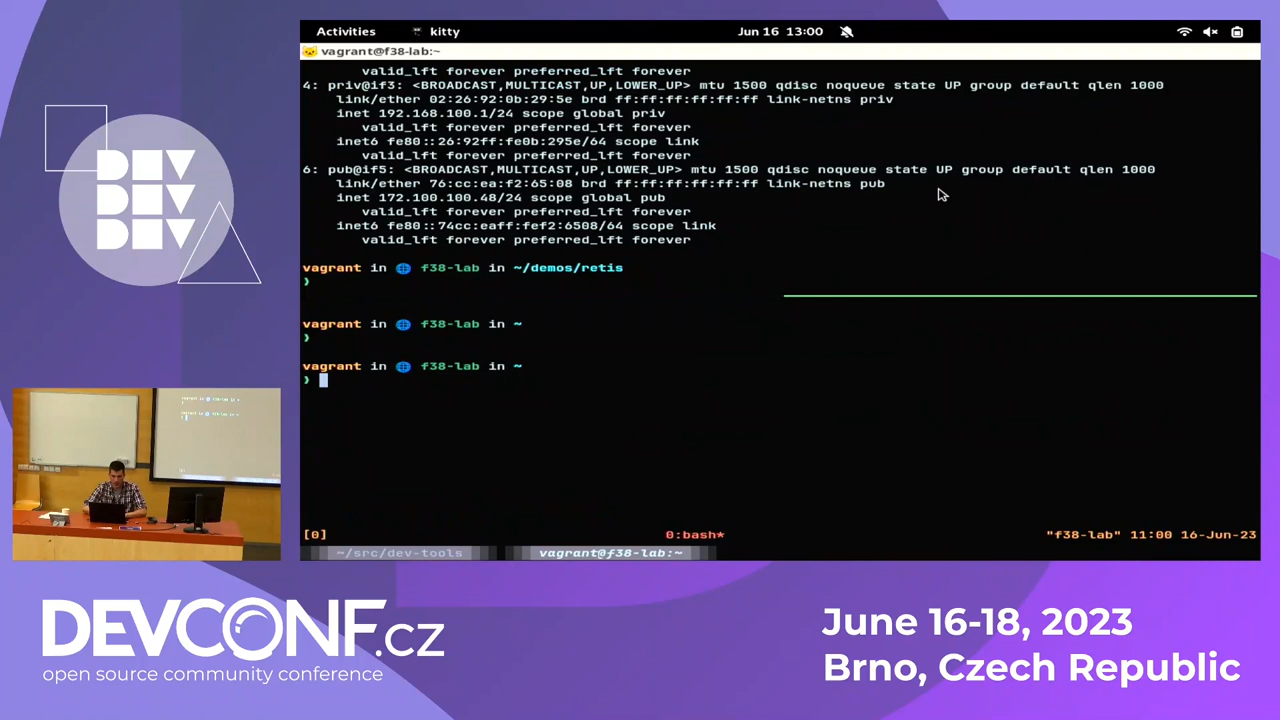 Activities kitty Jun 16 13:00
vagrant@f38-lab:~
valid_lft forever preferred_lft forever
4: priv@if3: <BROADCAST,MULTICAST,UP,LOWER_UP> mtu 1500 qdisc noqueue state UP group default qlen 1000
link/ether 02:26:92:0b:29:5e brd ff:ff:ff:ff:ff:ff link-netns priv
inet 192.168.100.1/24 scope global priv
valid_lft forever preferred_lft forever
inet6 fe80::26:92ff:fe0b:295e/64 scope link
valid_lft forever preferred_lft forever
6: pub@if5: <BROADCAST,MULTICAST,UP,LOWER_UP> mtu 1500 qdisc noqueue state UP group default qlen 1000
link/ether 76:cc:ea:f2:65:08 brd ff:ff:ff:ff:ff:ff link-netns pub
inet 172.100.100.48/24 scope global pub
valid_lft forever preferred_lft forever
inet6 fe80::74cc:eaff:fef2:6508/64 scope link
valid_lft forever preferred_lft forever
vagrant in 🌐 f38-lab in ~/demos/retis
❯
vagrant in 🌐 f38-lab in ~
❯
vagrant in 🌐 f38-lab in ~
❯
[0] 0:bash* "f38-lab" 11:00 16-Jun-23
~/src/dev-tools vagrant@f38-lab:~
DEV
DEV
DEV
DEVCONF.cz
open source community conference
June 16-18, 2023
Brno, Czech Republic